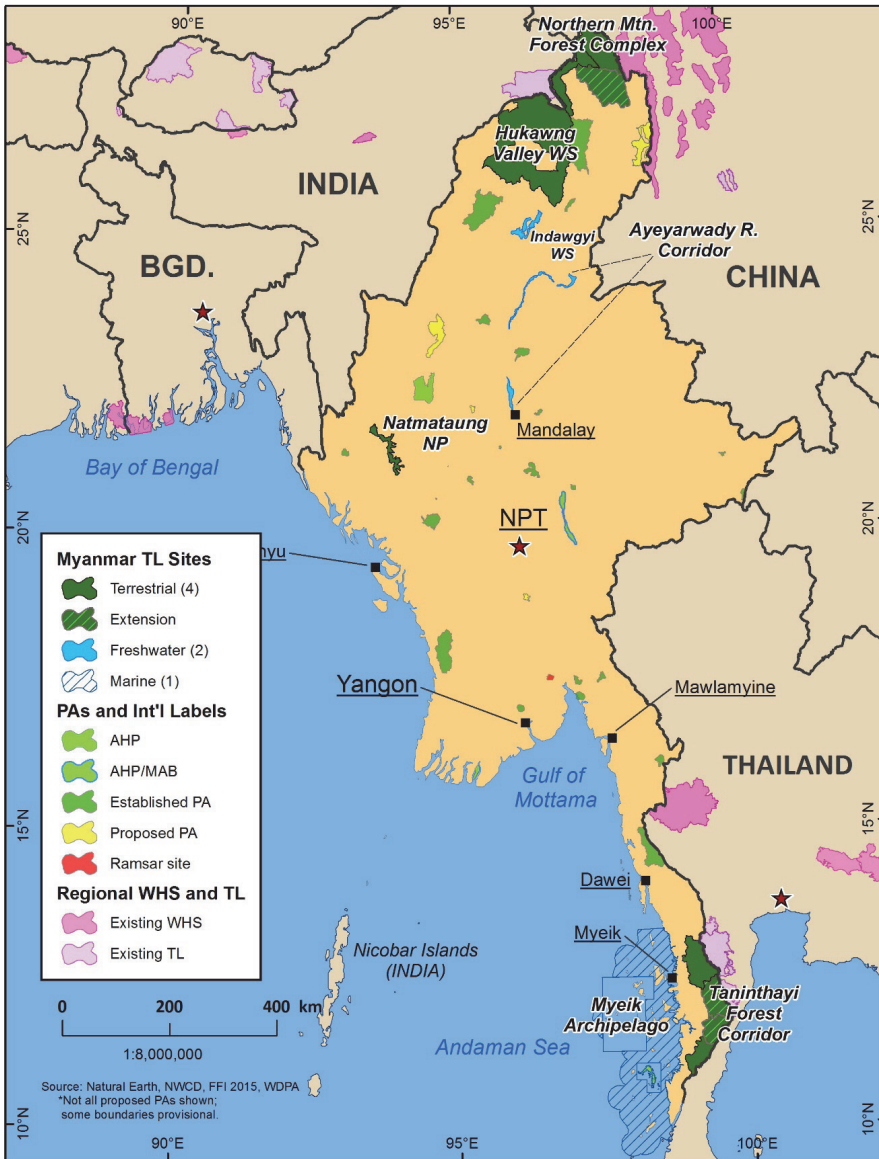 90°E
95°E
100°E
Northern Mtn.
Forest Complex
Hukawng
Valley WS
INDIA
25°N
25°N
Indawgyi
WS
Ayeyarwady R.
Corridor
BGD.
CHINA
Natmataung
NP
Mandalay
Bay of Bengal
20°N
20°N
NPT
Myanmar TL Sites
Terrestrial (4)
Extension
Freshwater (2)
Marine (1)
PAs and Int'l Labels
AHP
AHP/MAB
Established PA
Proposed PA
Ramsar site
Regional WHS and TL
Existing WHS
Existing TL
nyu
Yangon
Mawlamyine
Gulf of
Mottama
THAILAND
15°N
15°N
Dawei
Myeik
Nicobar Islands
(INDIA)
Myeik
Archipelago
Taninthayi
Forest
Corridor
Andaman Sea
0 200 400 km
1:8,000,000
Source: Natural Earth, NWCD, FFI 2015, WDPA
*Not all proposed PAs shown;
some boundaries provisional.
10°N
10°N
90°E
95°E
100°E